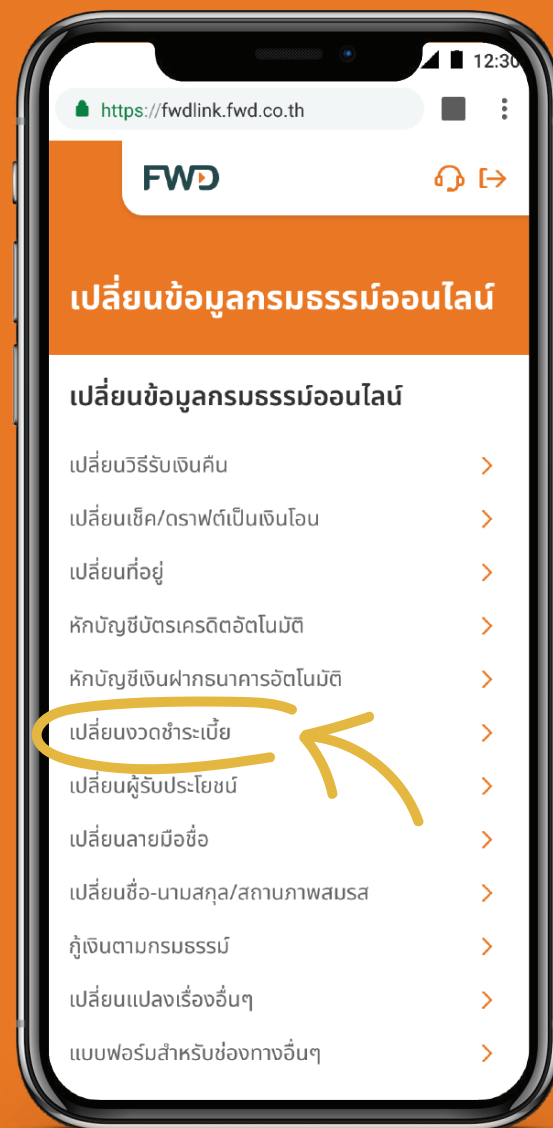 12:30
https://fwdlink.fwd.co.th
FWD
เปลี่ยนข้อมูลกรมธรรม์ออนไลน์
เปลี่ยนข้อมูลกรมธรรม์ออนไลน์
เปลี่ยนวิธีรับเงินคืน
เปลี่ยนเช็ค/ดราฟต์เป็นเงินโอน
เปลี่ยนที่อยู่
หักบัญชีบัตรเครดิตอัตโนมัติ
หักบัญชีเงินฝากธนาคารอัตโนมัติ
เปลี่ยนงวดชำระเบี้ย
เปลี่ยนผู้รับประโยชน์
เปลี่ยนลายมือชื่อ
เปลี่ยนชื่อ-นามสกุล/สถานภาพสมรส
กู้เงินตามกรมธรรม์
เปลี่ยนแปลงเรื่องอื่นๆ
แบบฟอร์มสำหรับช่องทางอื่นๆ